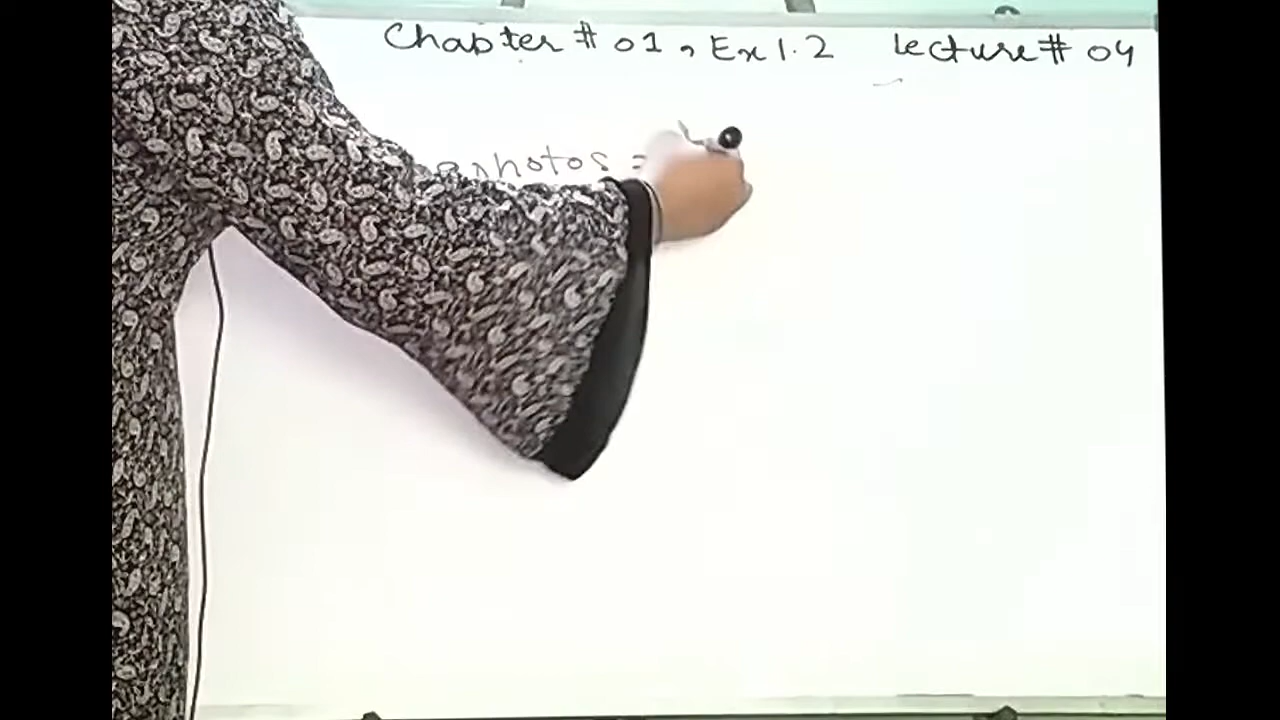 Chapter # 01, Ex 1.2 Lecture # 04
photos =